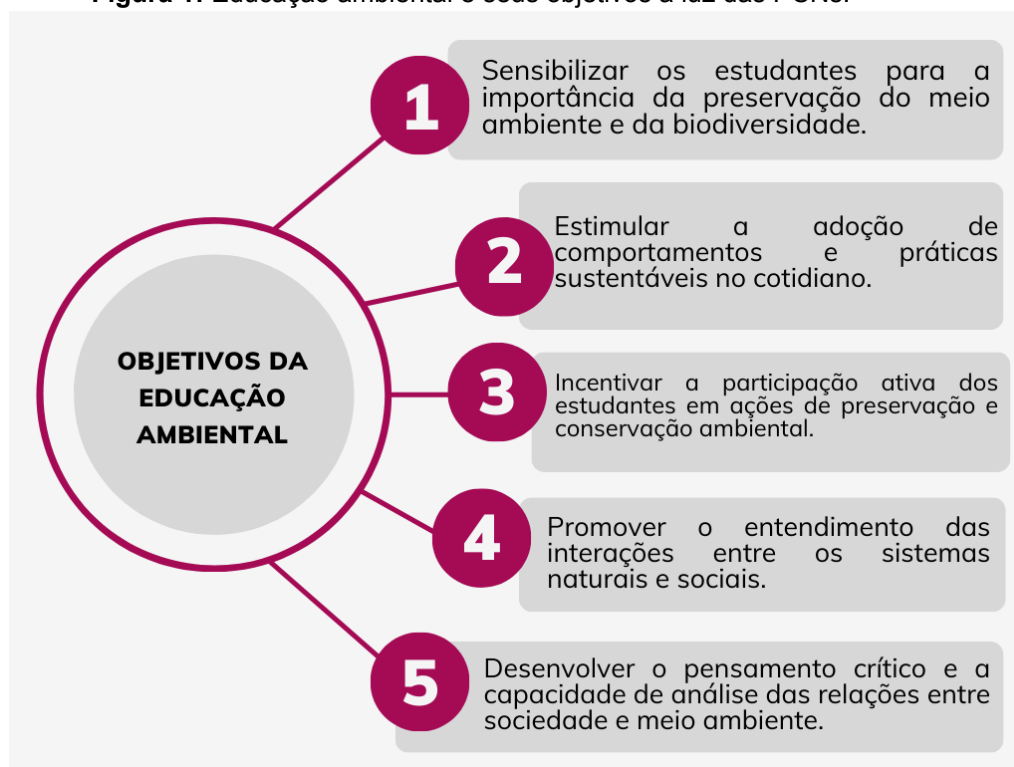 1
Sensibilizar os estudantes para a
importância da preservação do meio
ambiente e da biodiversidade.
2
Estimular a adoção de
comportamentos e práticas
sustentáveis no cotidiano.
OBJETIVOS DA
EDUCAÇÃO
AMBIENTAL
3
Incentivar a participação ativa dos
estudantes em ações de preservação e
conservação ambiental.
4
Promover o entendimento das
interações entre os sistemas
naturais e sociais.
5
Desenvolver o pensamento crítico e a
capacidade de análise das relações entre
sociedade e meio ambiente.